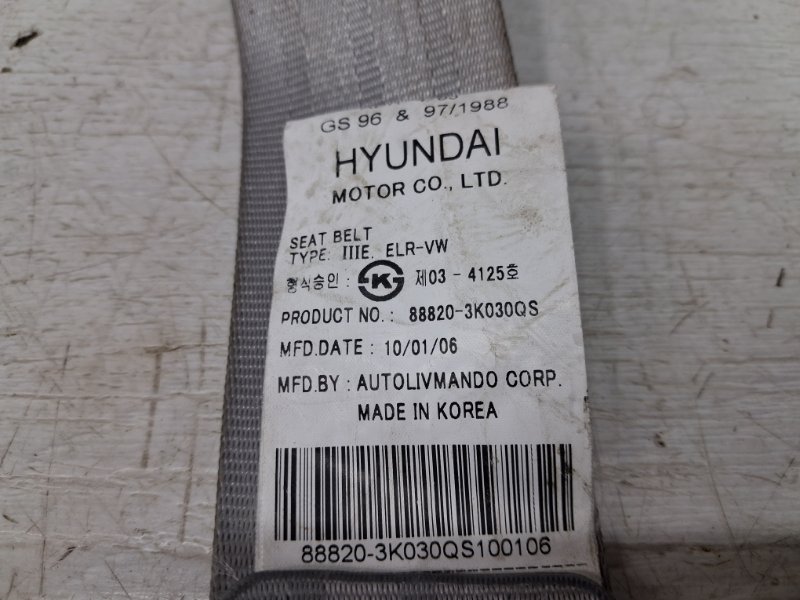 GS 96 & 97/1988
HYUNDAI
MOTOR CO., LTD.
SEAT BELT
TYPE: IIIE. ELR-VW
형식승인 : K 제03 - 4125호
PRODUCT NO.: 88820-3K030QS
MFD.DATE : 10/01/06
MFD.BY : AUTOLIVMANDO CORP.
MADE IN KOREA
88820-3K030QS100106